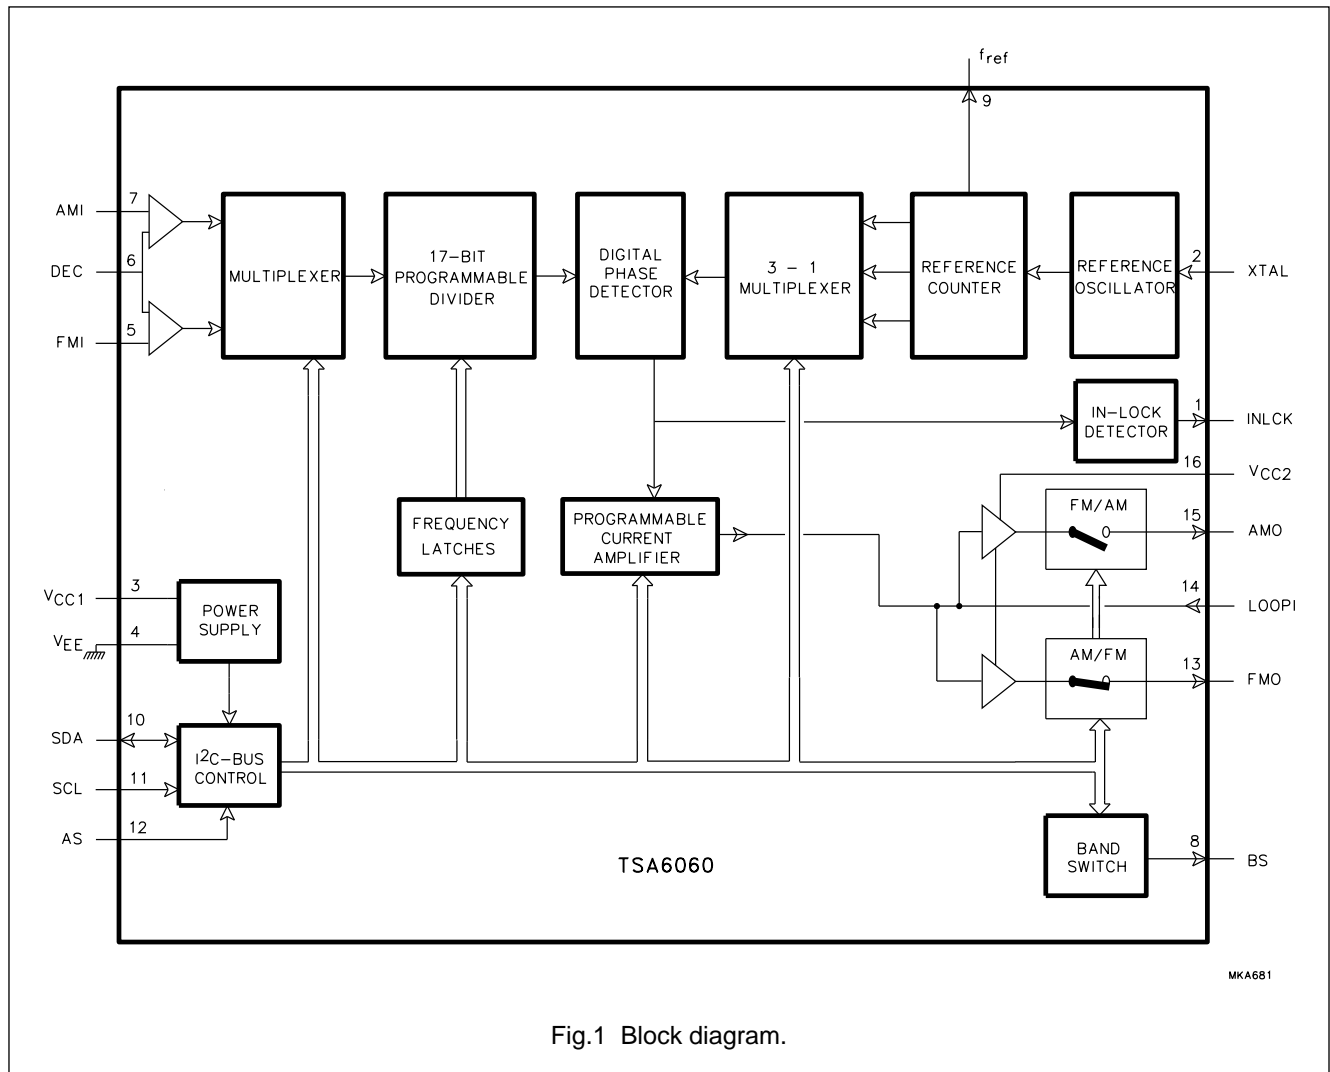 fref
9
7
AMI
6
DEC
5
FMI
MULTIPLEXER
17-BIT
PROGRAMMABLE
DIVIDER
DIGITAL
PHASE
DETECTOR
3 - 1
MULTIPLEXER
REFERENCE
COUNTER
REFERENCE
OSCILLATOR
2
XTAL
IN-LOCK
DETECTOR
1
INLCK
16
VCC2
FREQUENCY
LATCHES
PROGRAMMABLE
CURRENT
AMPLIFIER
FM/AM
15
AMO
14
LOOPI
AM/FM
13
FMO
VCC1
3
VEE
4
POWER
SUPPLY
SDA
10
SCL
11
AS
12
I2C-BUS
CONTROL
BAND
SWITCH
8
BS
TSA6060
MKA681
Fig.1 Block diagram.